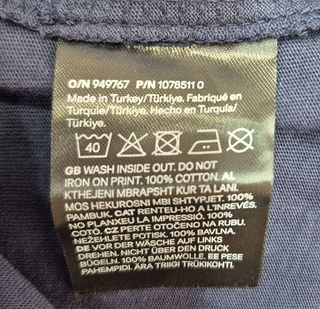 O/N 949767 P/N 1078511 0
Made in Turkey/Türkiye. Fabriqué en
Turquie/Türkiye. Hecho en Turquía/
Türkiye.
40
GB WASH INSIDE OUT. DO NOT
IRON ON PRINT. 100% COTTON. AL
KTHEJENI MBRAPSHT KUR TA LANI.
MOS HEKUROSNI MBI SHTYPJET. 100%
PAMBUK. CAT RENTEU-HO A L'INREVÉS.
NO PLANXEU LA IMPRESSIÓ. 100%
COTÓ. CZ PERTE OTOČENÉ NA RUBU.
NEŽEHLETE POTISK. 100% BAVLNA.
DE VOR DER WÄSCHE AUF LINKS
DREHEN. NICHT ÜBER DEN DRUCK
BÜGELN. 100% BAUMWOLLE. EE PESE
PAHEMPIDI. ÄRA TRIIGI TRÜKIKOHTI.